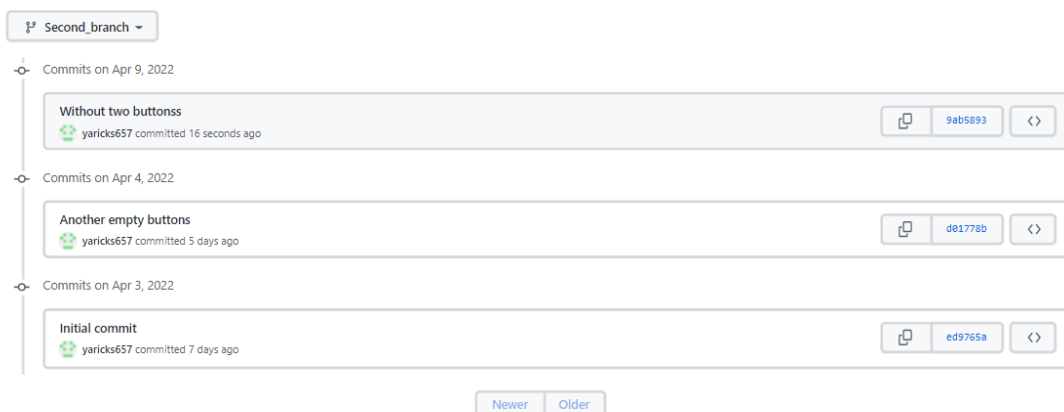 Second_branch
Commits on Apr 9, 2022
Without two buttonss
yaricks657 committed 16 seconds ago
9ab5893
Commits on Apr 4, 2022
Another empty buttons
yaricks657 committed 5 days ago
d01778b
Commits on Apr 3, 2022
Initial commit
yaricks657 committed 7 days ago
ed9765a
Newer Older